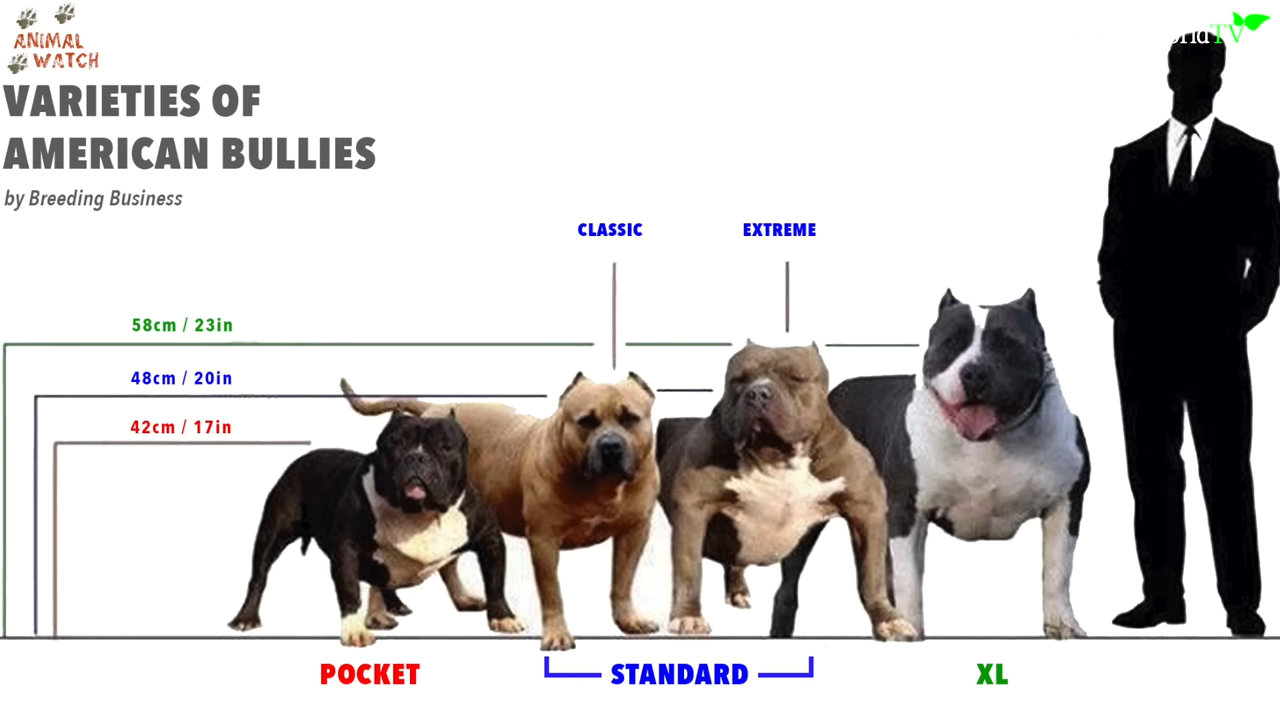 ANIMAL
WATCH
TV
VARIETIES OF
AMERICAN BULLIES
by Breeding Business
CLASSIC
EXTREME
58cm / 23in
48cm / 20in
42cm / 17in
POCKET
STANDARD
XL